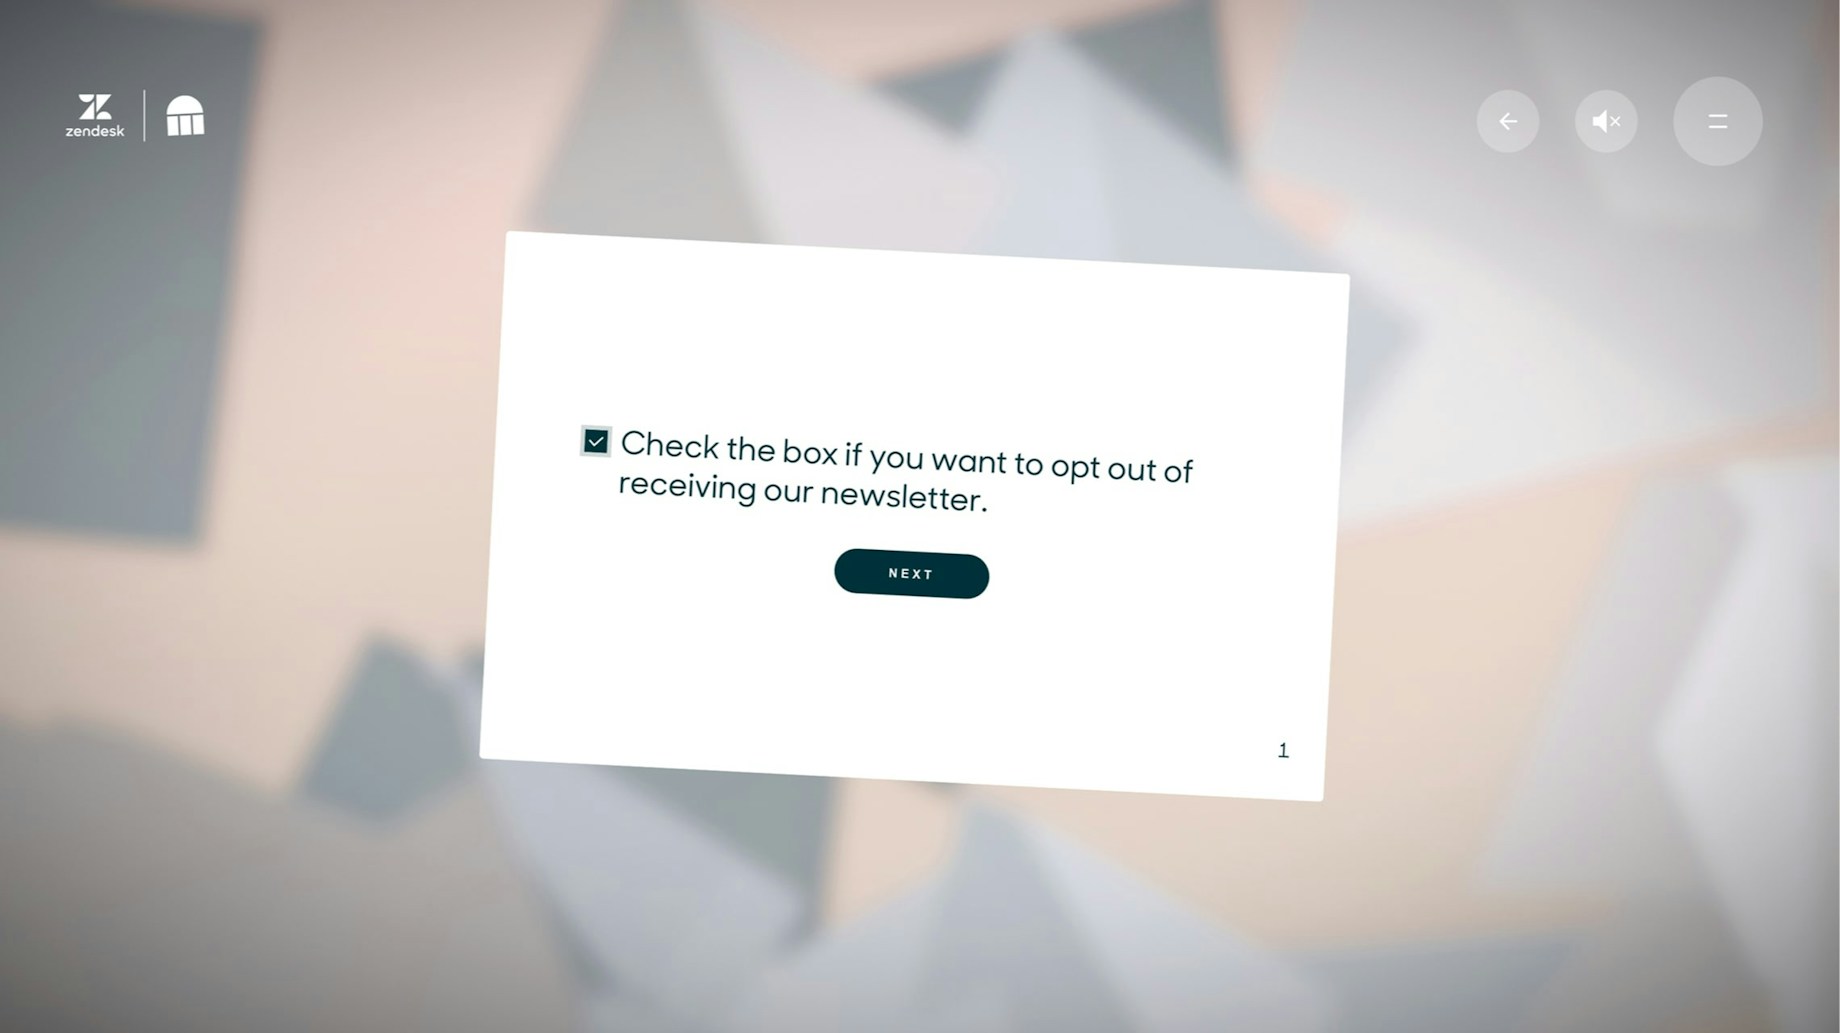 zendesk
Check the box if you want to opt out of
receiving our newsletter.
NEXT
1